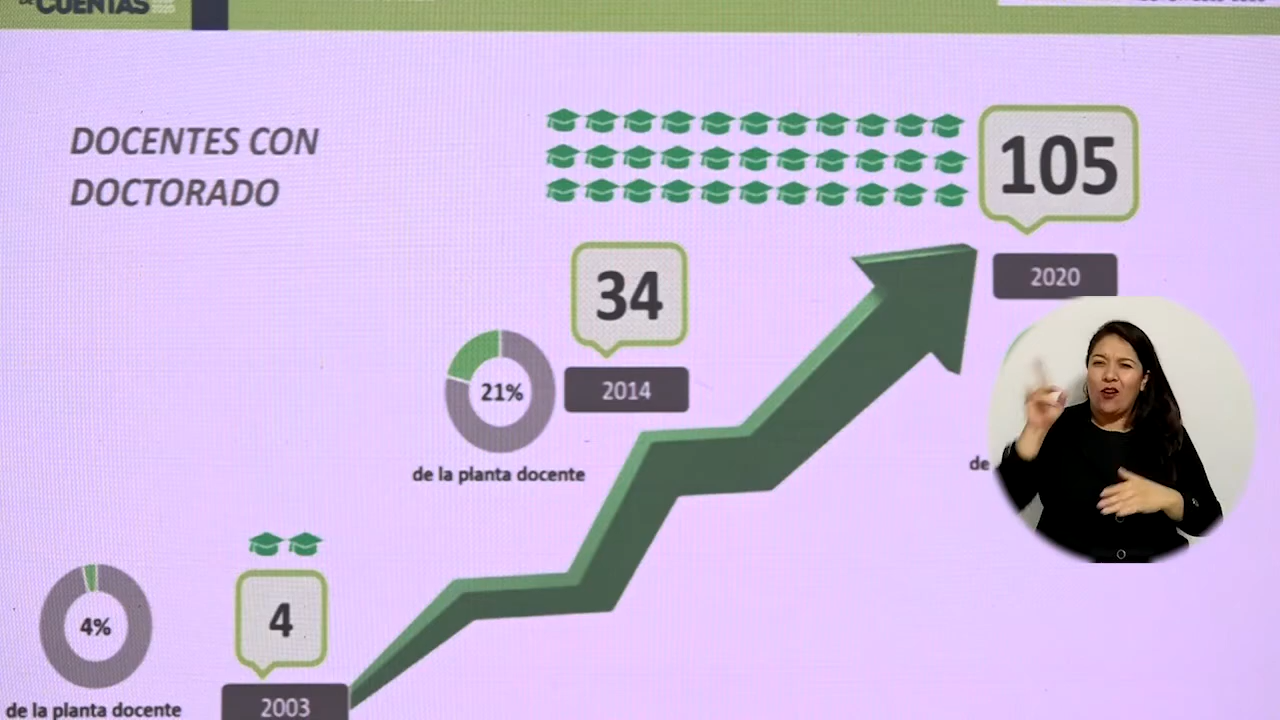 CUENTAS
DOCENTES CON
DOCTORADO
105
2020
34
2014
21%
de la planta docente
de
4
2003
4%
de la planta docente